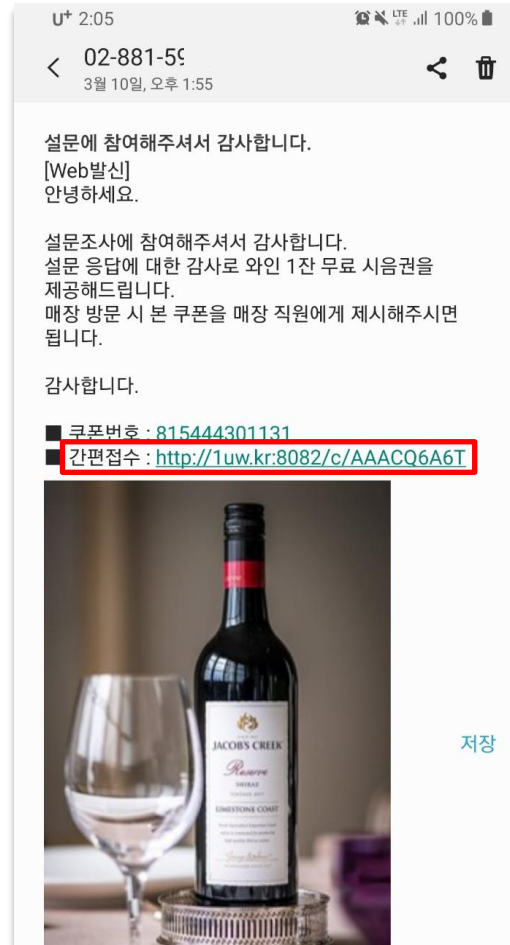 U+ 2:05 LTE 100%
02-881-59
3월 10일, 오후 1:55
설문에 참여해주셔서 감사합니다.
[Web발신]
안녕하세요.
설문조사에 참여해주셔서 감사합니다.
설문 응답에 대한 감사로 와인 1잔 무료 시음권을
제공해드립니다.
매장 방문 시 본 쿠폰을 매장 직원에게 제시해주시면
됩니다.
감사합니다.
■ 쿠폰번호 : 815444301131
■ 간편접수 : http://1uw.kr:8082/c/AAACQ6A6T
저장
JACOB'S CREEK
Reserve
SHIRAZ
VINTAGE 2017
LIMESTONE COAST